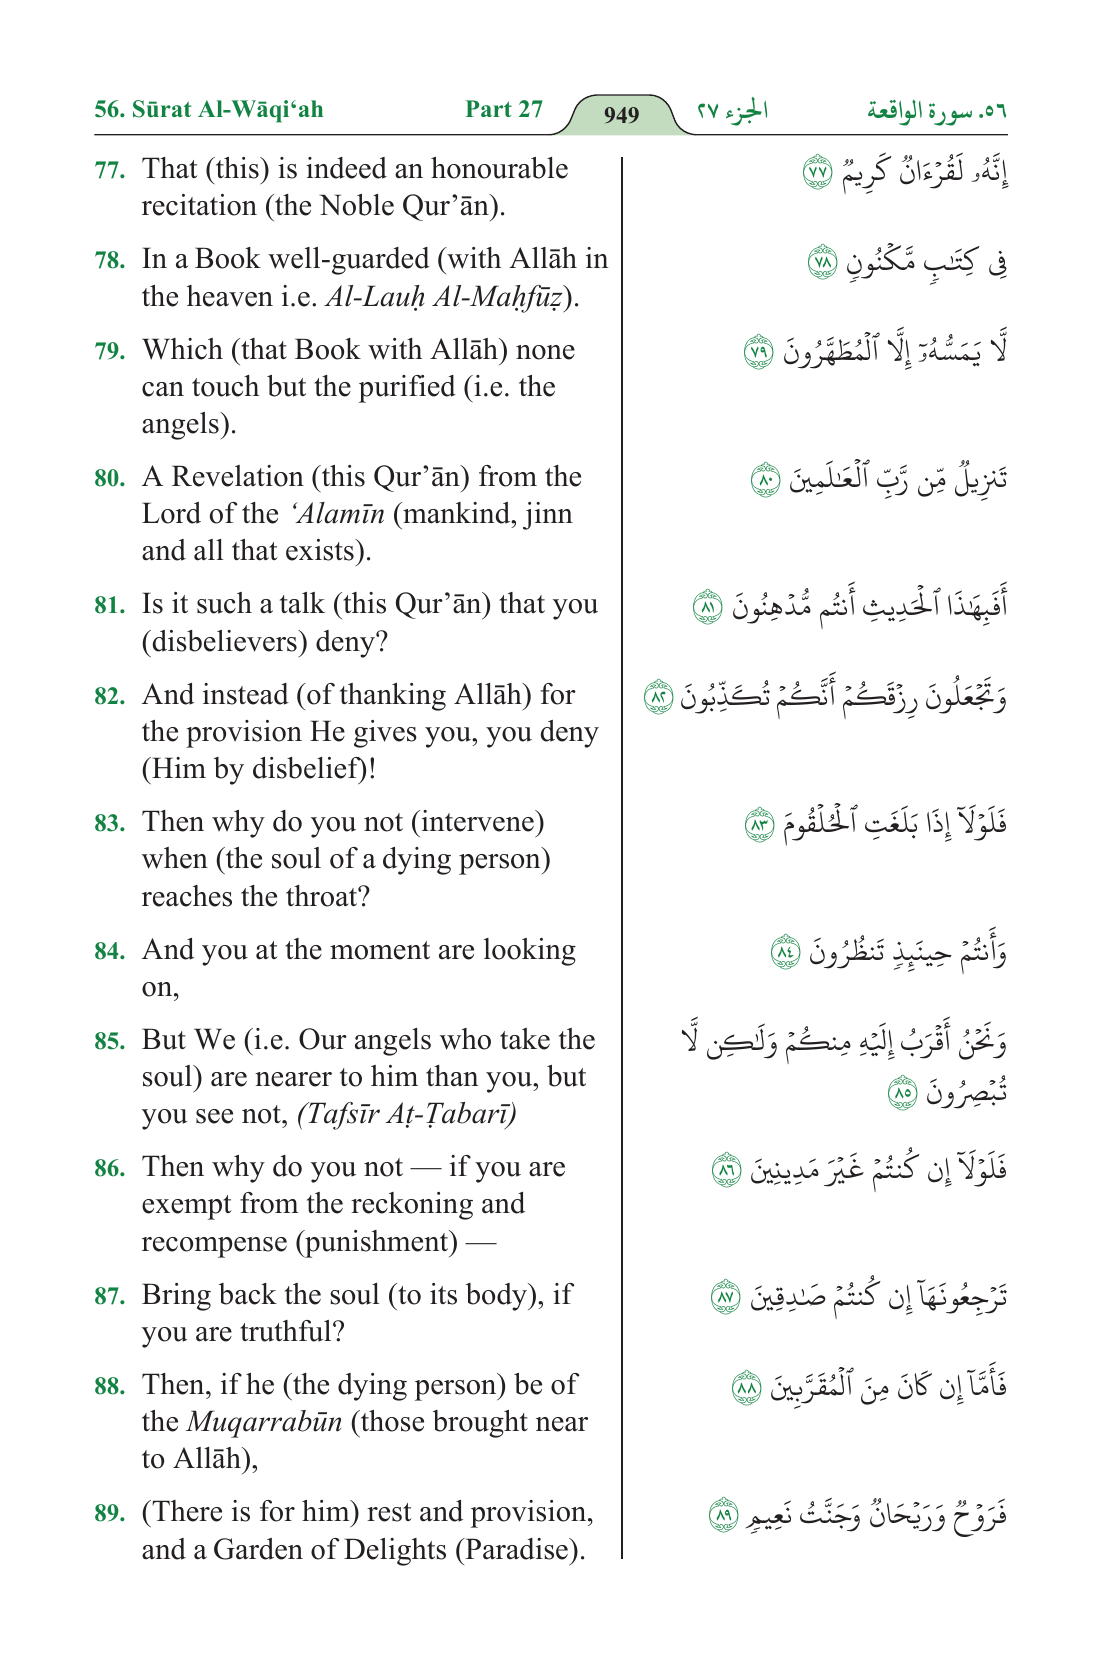 56. Sūrat Al-Wāqi‘ah Part 27 949 الجزء ٢٧ ٥٦. سورة الواقعة
77. That (this) is indeed an honourable
recitation (the Noble Qur’ān).
78. In a Book well-guarded (with Allāh in
the heaven i.e. Al-Lauḥ Al-Maḥfūẓ).
79. Which (that Book with Allāh) none
can touch but the purified (i.e. the
angels).
80. A Revelation (this Qur’ān) from the
Lord of the ‘Alamīn (mankind, jinn
and all that exists).
81. Is it such a talk (this Qur’ān) that you
(disbelievers) deny?
82. And instead (of thanking Allāh) for
the provision He gives you, you deny
(Him by disbelief)!
83. Then why do you not (intervene)
when (the soul of a dying person)
reaches the throat?
84. And you at the moment are looking
on,
85. But We (i.e. Our angels who take the
soul) are nearer to him than you, but
you see not, (Tafsīr Aṭ-Ṭabarī)
86. Then why do you not — if you are
exempt from the reckoning and
recompense (punishment) —
87. Bring back the soul (to its body), if
you are truthful?
88. Then, if he (the dying person) be of
the Muqarrabūn (those brought near
to Allāh),
89. (There is for him) rest and provision,
and a Garden of Delights (Paradise).
إِنَّهُۥ لَقُرْءَانٌ كَرِيمٌ ٧٧
فِى كِتَـٰبٍ مَّكْنُونٍ ٧٨
لَّا يَمَسُّهُۥٓ إِلَّا ٱلْمُطَهَّرُونَ ٧٩
تَنزِيلٌ مِّن رَّبِّ ٱلْعَـٰلَمِينَ ٨٠
أَفَبِهَـٰذَا ٱلْحَدِيثِ أَنتُم مُّدْهِنُونَ ٨١
وَتَجْعَلُونَ رِزْقَكُمْ أَنَّكُمْ تُكَذِّبُونَ ٨٢
فَلَوْلَآ إِذَا بَلَغَتِ ٱلْحُلْقُومَ ٨٣
وَأَنتُمْ حِينَئِذٍ تَنظُرُونَ ٨٤
وَنَحْنُ أَقْرَبُ إِلَيْهِ مِنكُمْ وَلَـٰكِن لَّا
تُبْصِرُونَ ٨٥
فَلَوْلَآ إِن كُنتُمْ غَيْرَ مَدِينِينَ ٨٦
تَرْجِعُونَهَآ إِن كُنتُمْ صَـٰدِقِينَ ٨٧
فَأَمَّآ إِن كَانَ مِنَ ٱلْمُقَرَّبِينَ ٨٨
فَرَوْحٌ وَرَيْحَانٌ وَجَنَّتُ نَعِيمٍ ٨٩